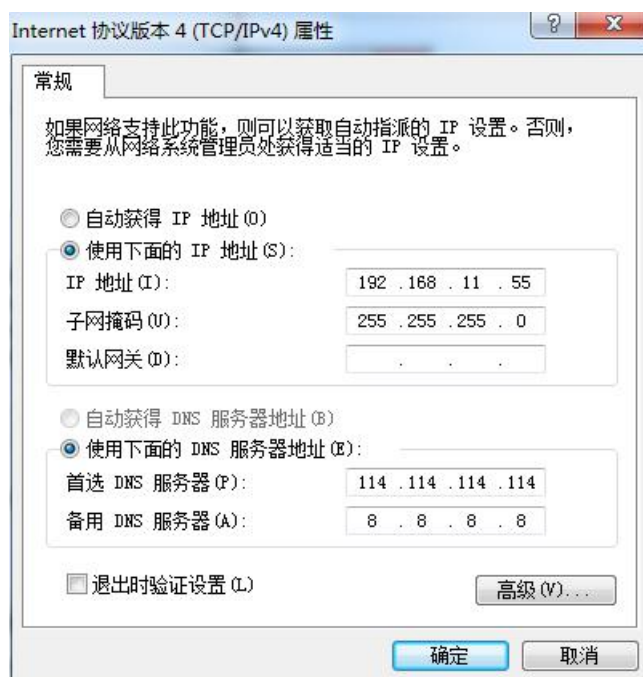 Internet 协议版本 4 (TCP/IPv4) 属性
常规
如果网络支持此功能，则可以获取自动指派的 IP 设置。否则，
您需要从网络系统管理员处获得适当的 IP 设置。
自动获得 IP 地址(O)
使用下面的 IP 地址(S):
IP 地址(I): 192 .168 . 11 . 55
子网掩码(U): 255 .255 .255 . 0
默认网关(D): . . .
自动获得 DNS 服务器地址(B)
使用下面的 DNS 服务器地址(E):
首选 DNS 服务器(P): 114 .114 .114 .114
备用 DNS 服务器(A): 8 . 8 . 8 . 8
退出时验证设置(L)
高级(V)...
确定 取消